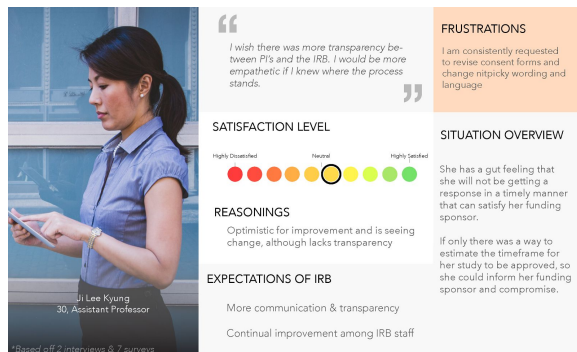 “
I wish there was more transparency be-
tween PI's and the IRB. I would be more
empathetic if I knew where the process
stands.
”
SATISFACTION LEVEL
Highly Dissatisfied
Neutral
Highly Satisfied
REASONINGS
Optimistic for improvement and is seeing
change, although lacks transparency
EXPECTATIONS OF IRB
More communication & transparency
Continual improvement among IRB staff
FRUSTRATIONS
I am consistently requested
to revise consent forms and
change nitpicky wording and
language
SITUATION OVERVIEW
She has a gut feeling that
she will not be getting a
response in a timely manner
that can satisfy her funding
sponsor.
If only there was a way to
estimate the timeframe for
her study to be approved, so
she could inform her funding
sponsor and compromise.
Ji Lee Kyung
30, Assistant Professor
*Based off 2 interviews & 7 surveys